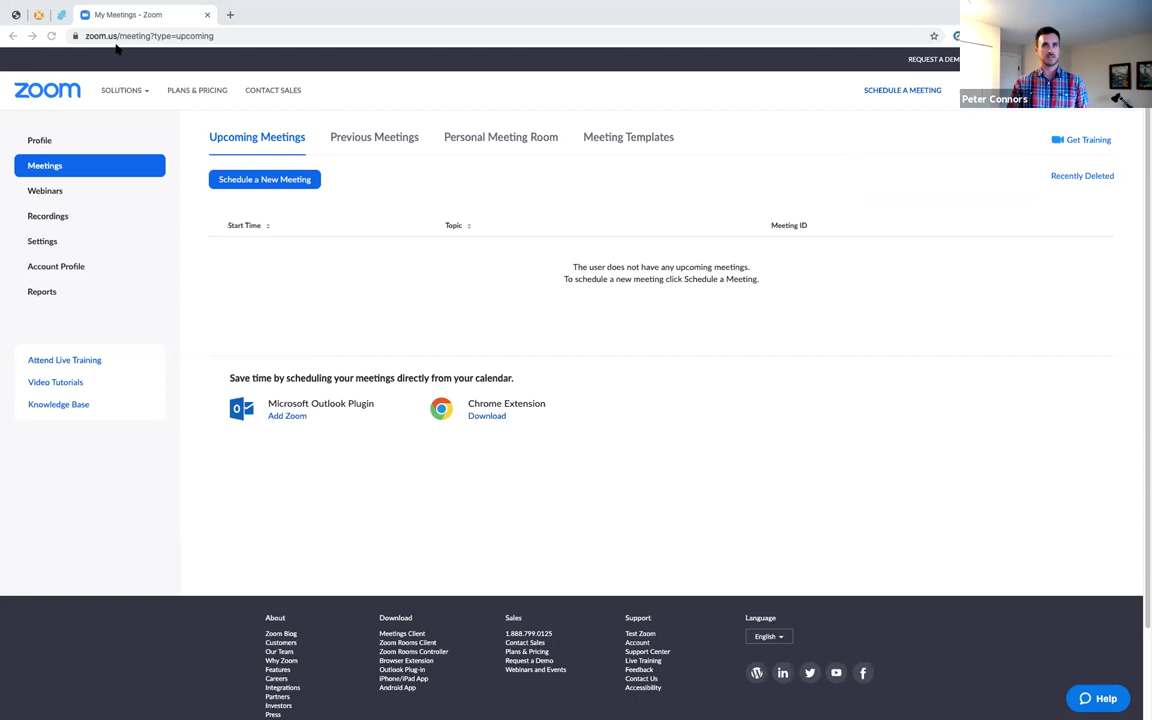 My Meetings - Zoom
zoom.us/meeting?type=upcoming
REQUEST A DEM
zoom
SOLUTIONS
PLANS & PRICING
CONTACT SALES
SCHEDULE A MEETING
Peter Connors
Profile
Meetings
Webinars
Recordings
Settings
Account Profile
Reports
Attend Live Training
Video Tutorials
Knowledge Base
Upcoming Meetings
Previous Meetings
Personal Meeting Room
Meeting Templates
Get Training
Schedule a New Meeting
Recently Deleted
Start Time
Topic
Meeting ID
The user does not have any upcoming meetings.
To schedule a new meeting click Schedule a Meeting.
Save time by scheduling your meetings directly from your calendar.
Microsoft Outlook Plugin
Add Zoom
Chrome Extension
Download
About
Zoom Blog
Customers
Our Team
Why Zoom
Features
Careers
Integrations
Partners
Investors
Press
Download
Meetings Client
Zoom Rooms Client
Zoom Rooms Controller
Browser Extension
Outlook Plug-in
iPhone/iPad App
Android App
Sales
1.888.799.0125
Contact Sales
Plans & Pricing
Request a Demo
Webinars and Events
Support
Test Zoom
Account
Support Center
Live Training
Feedback
Contact Us
Accessibility
Language
English
Help